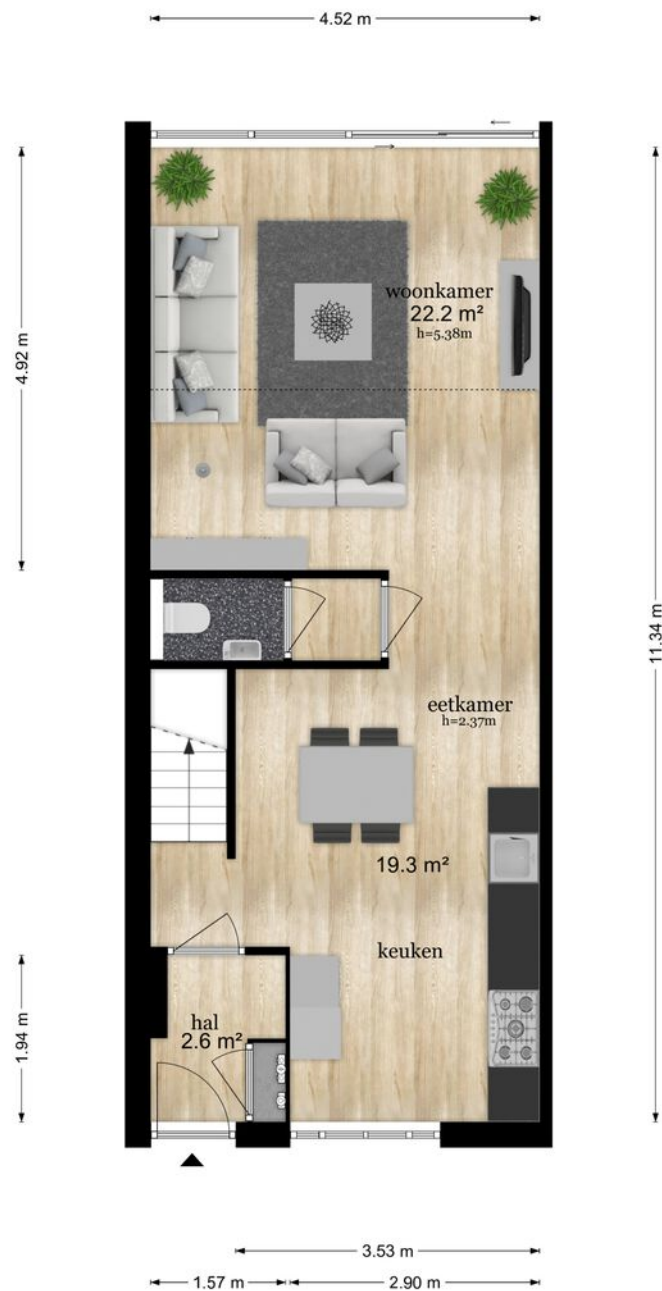 4.52 m
4.92 m
woonkamer
22.2 m²
h=5.38m
11.34 m
eetkamer
h=2.37m
19.3 m²
keuken
1.94 m
hal
2.6 m²
3.53 m
1.57 m
2.90 m